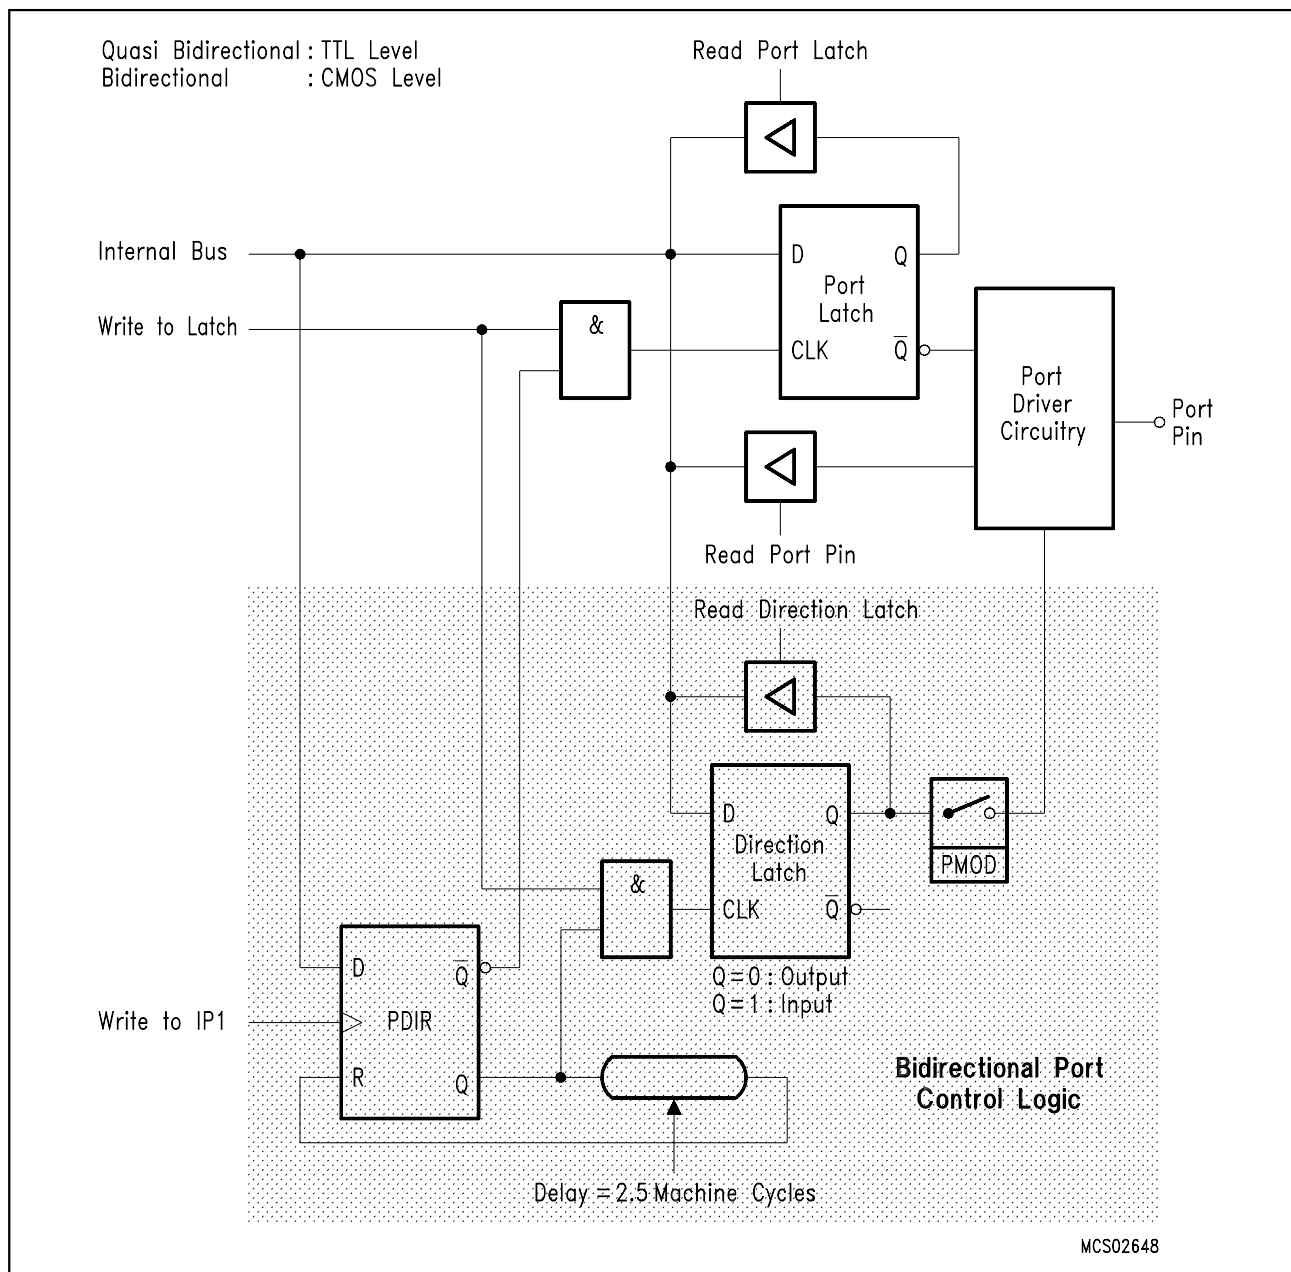 Quasi Bidirectional : TTL Level
Bidirectional : CMOS Level
Read Port Latch
Internal Bus
D Q
Port
Latch
Write to Latch
&
CLK Q
Port
Driver
Circuitry
Port
Pin
Read Port Pin
Read Direction Latch
D Q
Direction
Latch
PMOD
&
CLK Q
Q=0 : Output
Q=1 : Input
D Q
Write to IP1
PDIR
R Q
Bidirectional Port
Control Logic
Delay = 2.5 Machine Cycles
MCS02648